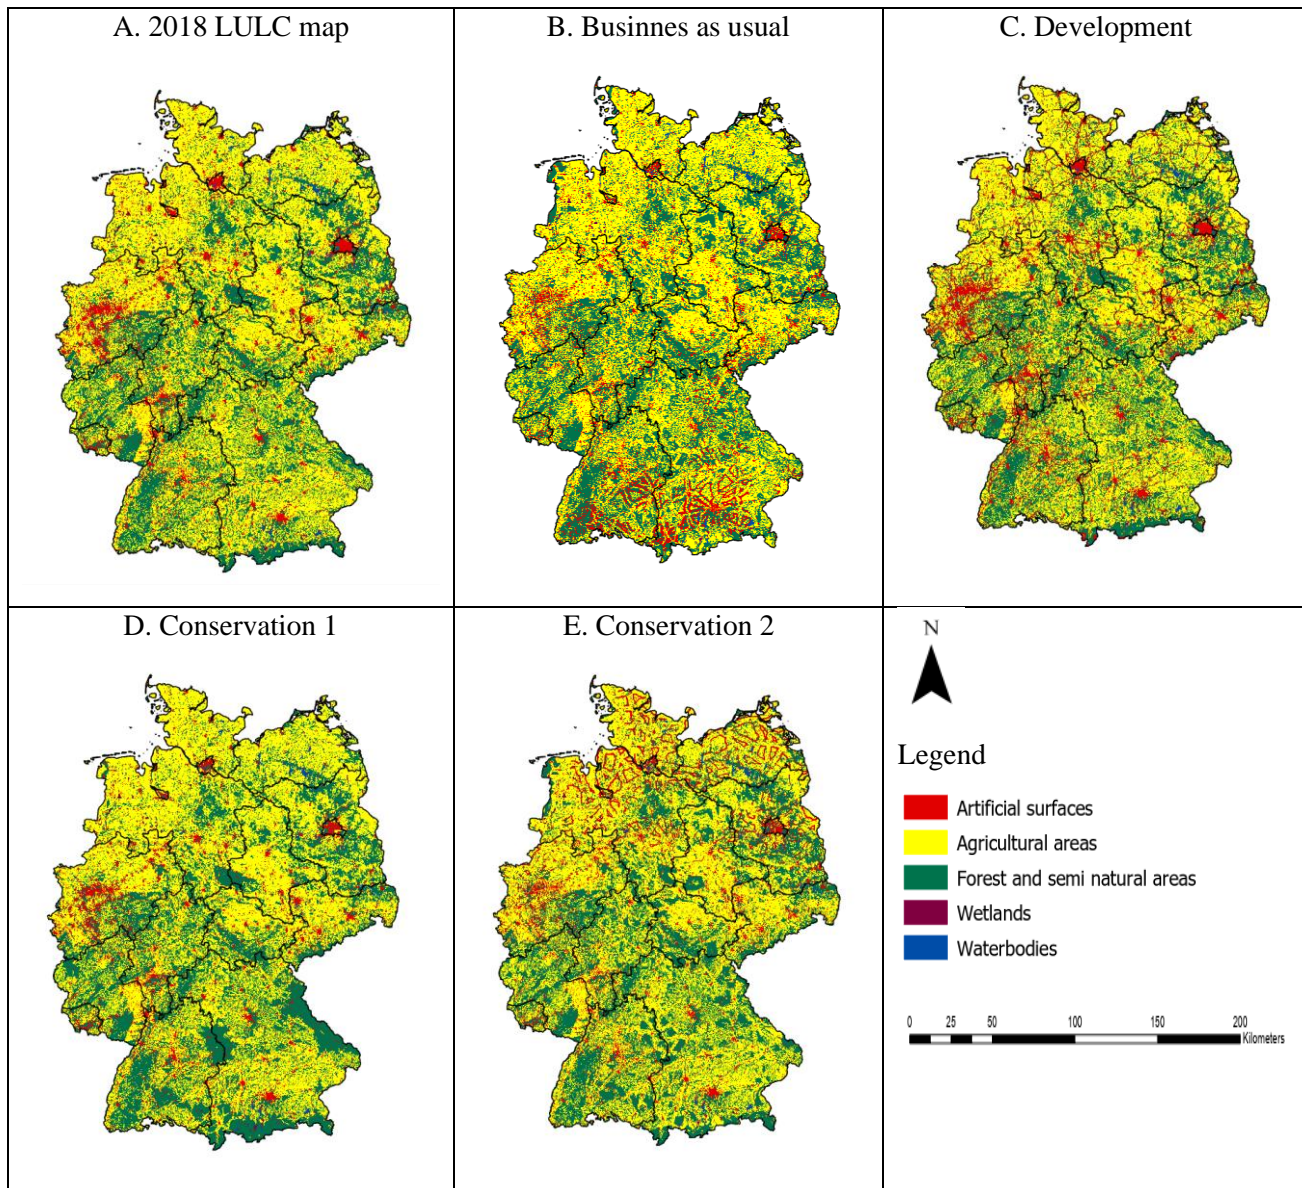 A. 2018 LULC map
B. Businnes as usual
C. Development
D. Conservation 1
E. Conservation 2
N
Legend
Artificial surfaces
Agricultural areas
Forest and semi natural areas
Wetlands
Waterbodies
0 25 50 100 150 200
Kilometers